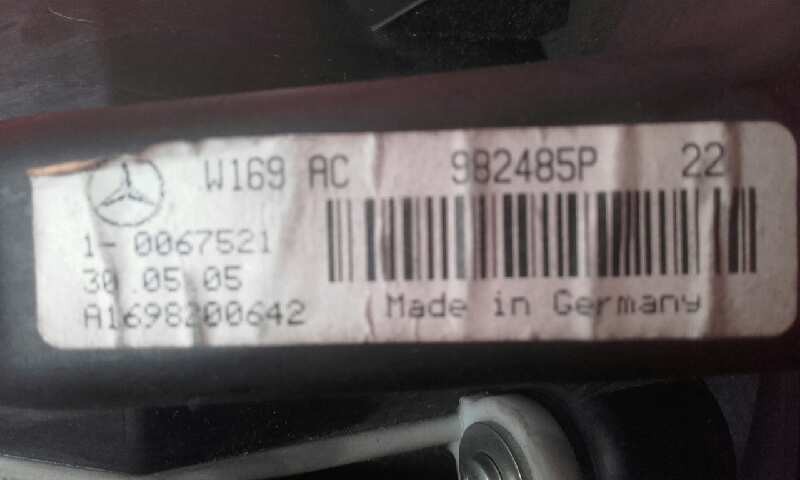 W169 AC 982485P 22
1- 0067521
30.05.05
A1698200642 Made in Germany